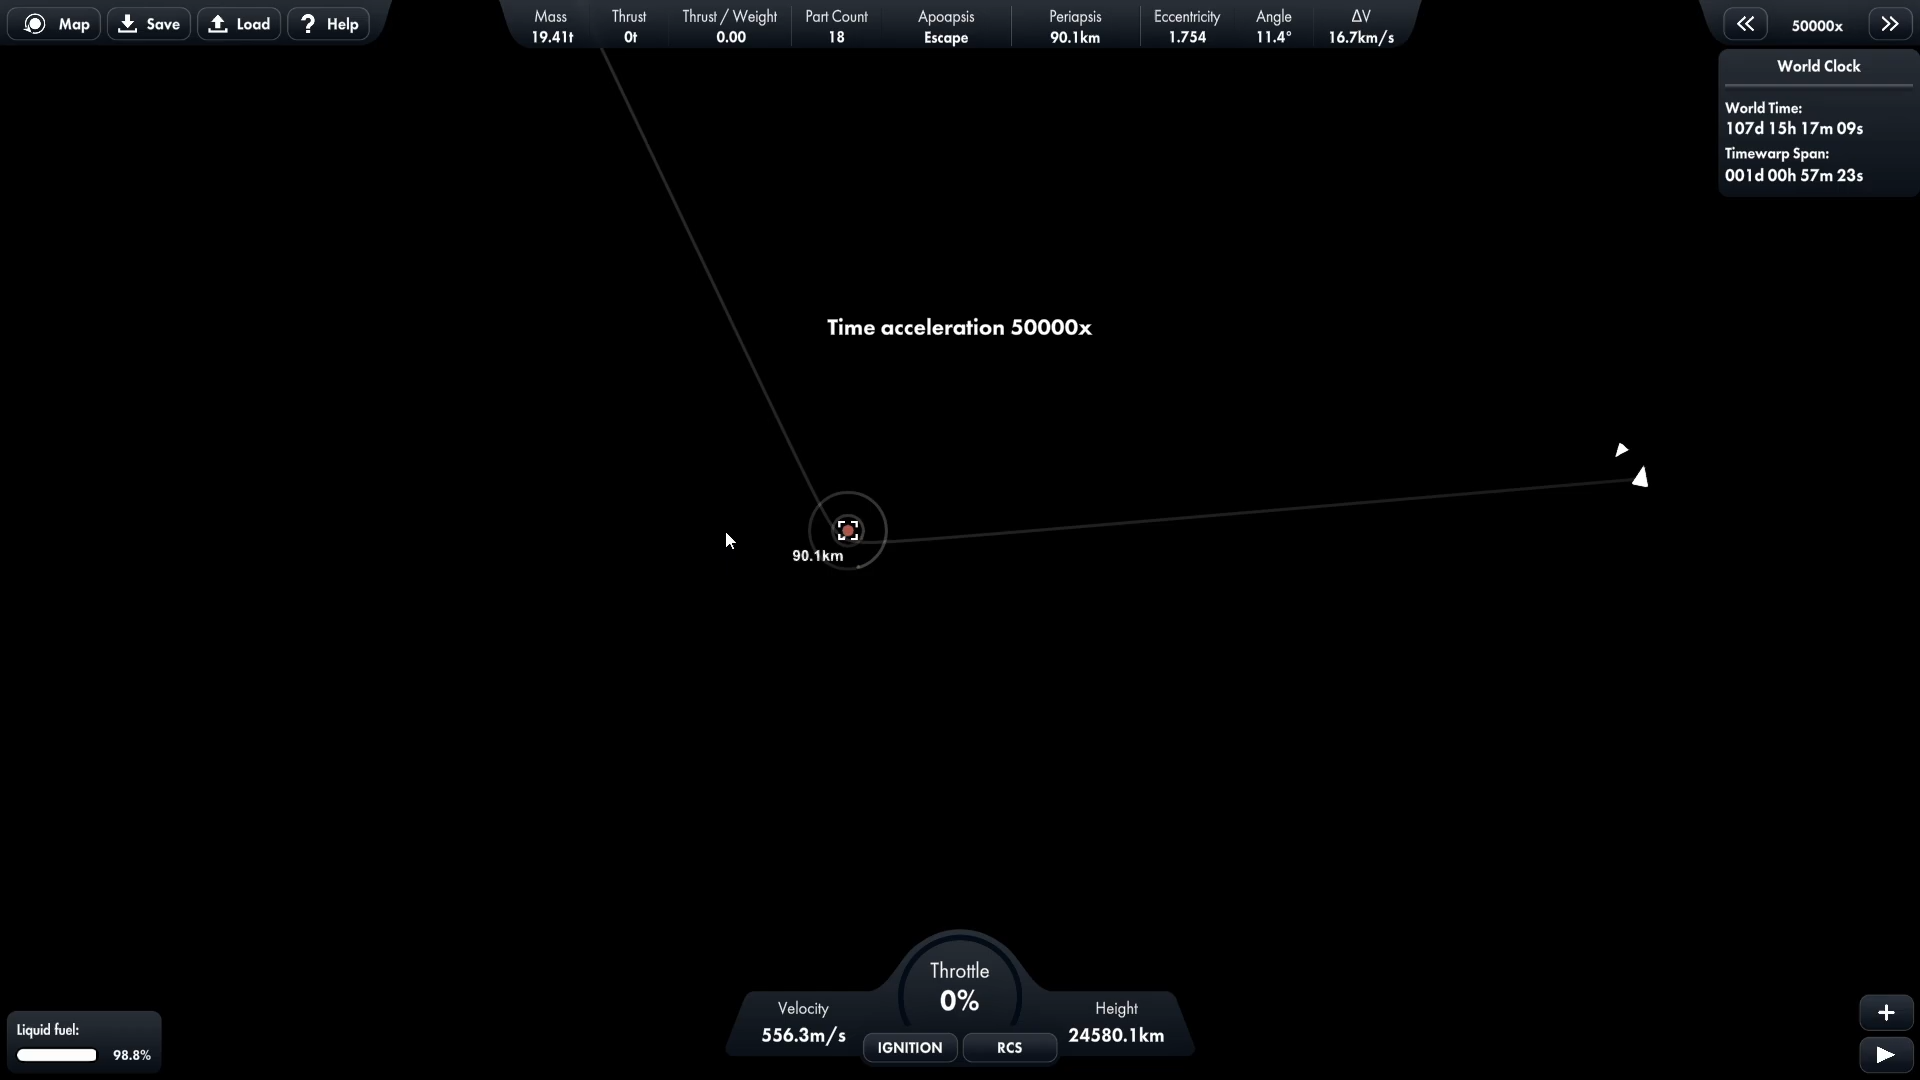 Map Save Load ? Help
Mass Thrust Thrust / Weight Part Count Apoapsis Periapsis Eccentricity Angle ΔV
19.41t 0t 0.00 18 Escape 90.1km 1.754 11.4° 16.7km/s
50000x
World Clock
World Time:
107d 15h 17m 09s
Timewarp Span:
001d 00h 57m 23s
Time acceleration 50000x
90.1km
Throttle
0%
Velocity
556.3m/s
Height
24580.1km
IGNITION RCS
Liquid fuel:
98.8%